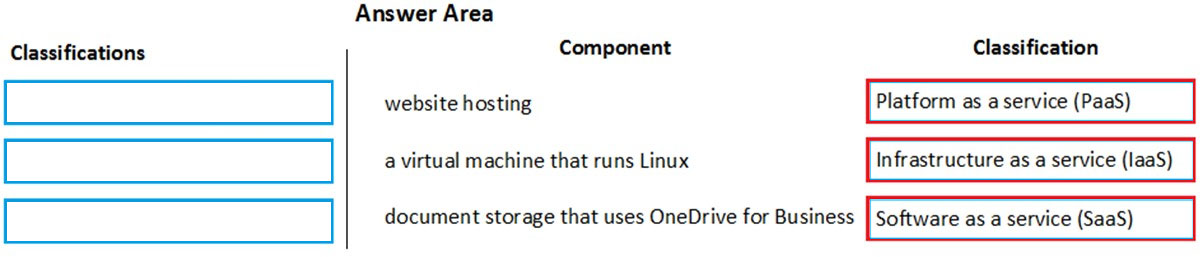 Answer Area
Classifications
Component
Classification
website hosting
Platform as a service (PaaS)
a virtual machine that runs Linux
Infrastructure as a service (IaaS)
document storage that uses OneDrive for Business
Software as a service (SaaS)